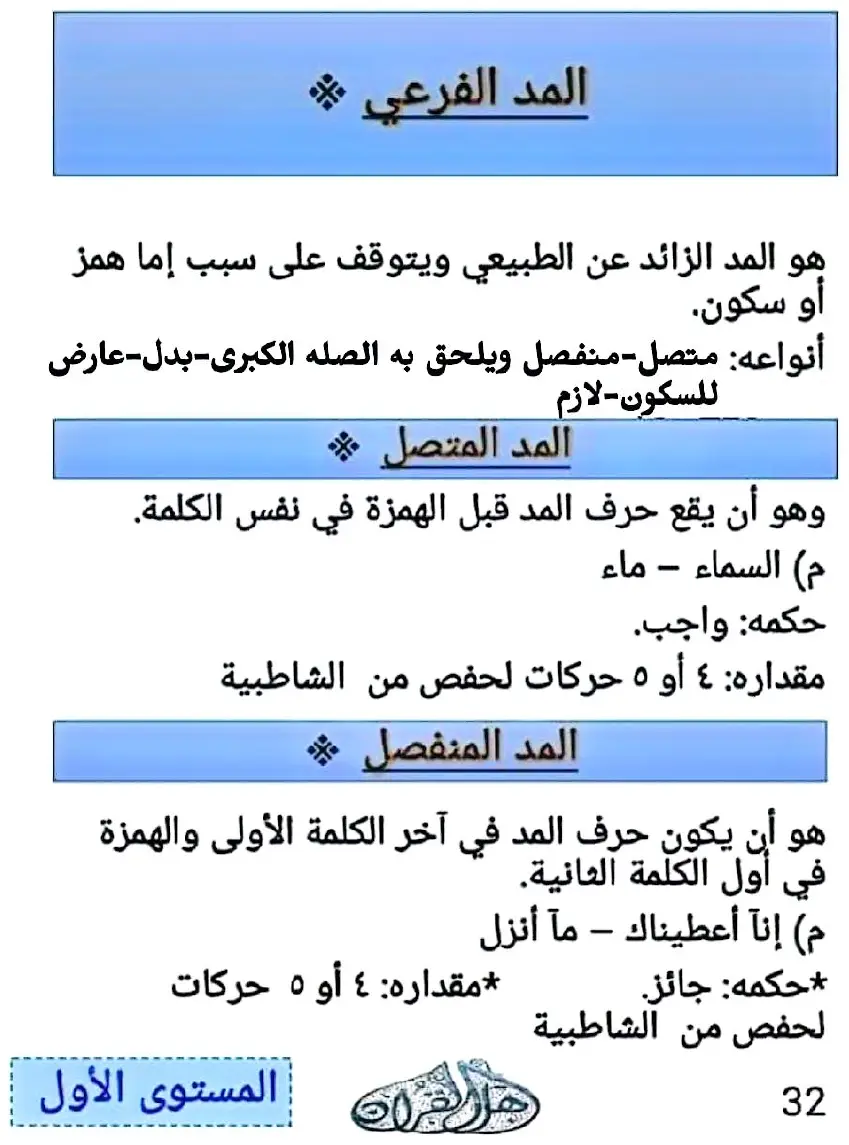 المد الفرعي ※
هو المد الزائد عن الطبيعي ويتوقف على سبب إما همز
أو سكون.
أنواعه: متصل-منفصل ويلحق به الصله الكبرى-بدل-عارض
للسكون-لازم
المد المتصل ※
وهو أن يقع حرف المد قبل الهمزة في نفس الكلمة.
م) السماء – ماء
حكمه: واجب.
مقداره: ٤ أو ٥ حركات لحفص من الشاطبية
المد المنفصل ※
هو أن يكون حرف المد في آخر الكلمة الأولى والهمزة
في أول الكلمة الثانية.
م) إنآ أعطيناك – مآ أنزل
*حكمه: جائز. *مقداره: ٤ أو ٥ حركات
لحفص من الشاطبية
32
المستوى الأول